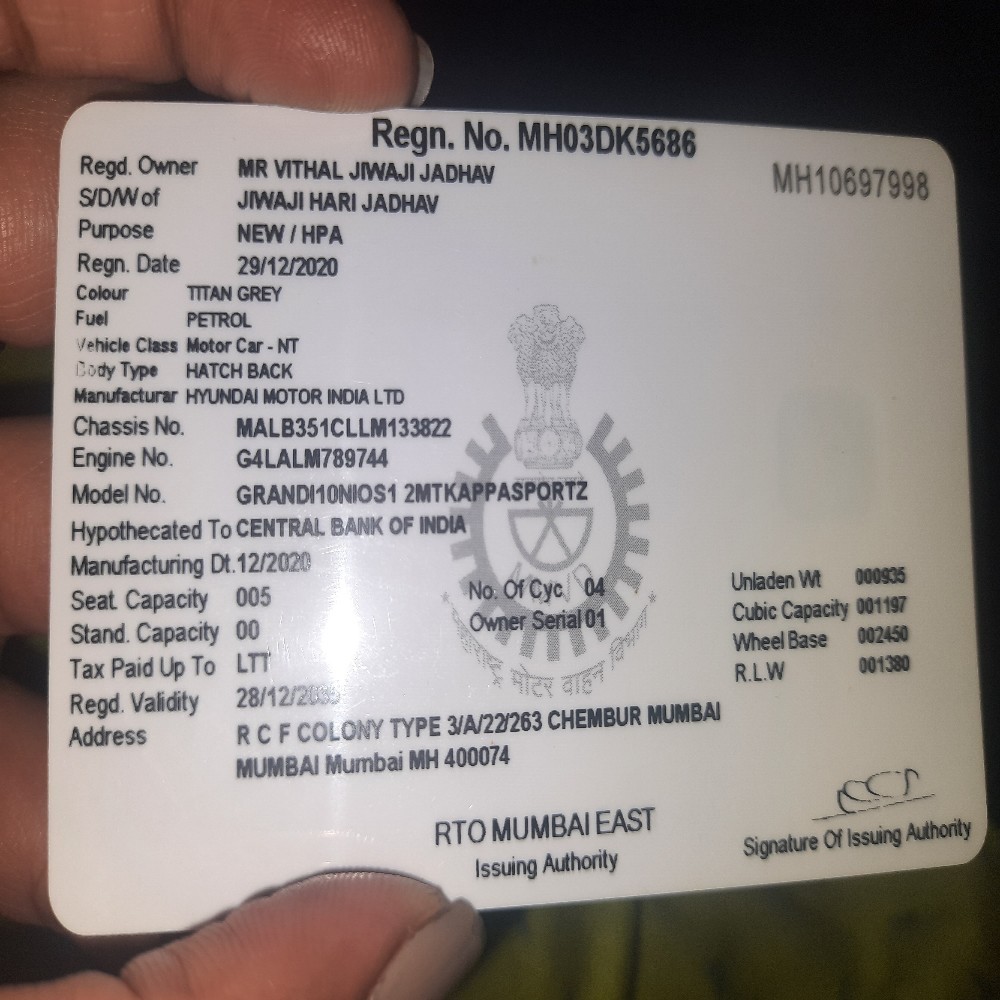 Regn. No. MH03DK5686
MH10697998
Regd. Owner MR VITHAL JIWAJI JADHAV
S/D/W of JIWAJI HARI JADHAV
Purpose NEW / HPA
Regn. Date 29/12/2020
Colour TITAN GREY
Fuel PETROL
Vehicle Class Motor Car - NT
Body Type HATCH BACK
Manufacturar HYUNDAI MOTOR INDIA LTD
Chassis No. MALB351CLLM133822
Engine No. G4LALM789744
Model No. GRANDI10NIOS1 2MTKAPPASPORTZ
Hypothecated To CENTRAL BANK OF INDIA
Manufacturing Dt. 12/2020
Seat. Capacity 005 No. Of Cyc. 04 Unladen Wt 000935
Stand. Capacity 00 Owner Serial 01 Cubic Capacity 001197
Tax Paid Up To LTT Wheel Base 002450
Regd. Validity R.L.W 001380
मोटर वाहन
Address R C F COLONY TYPE 3/A/22/263 CHEMBUR MUMBAI
MUMBAI Mumbai MH 400074
RTO MUMBAI EAST
Issuing Authority
Signature Of Issuing Authority